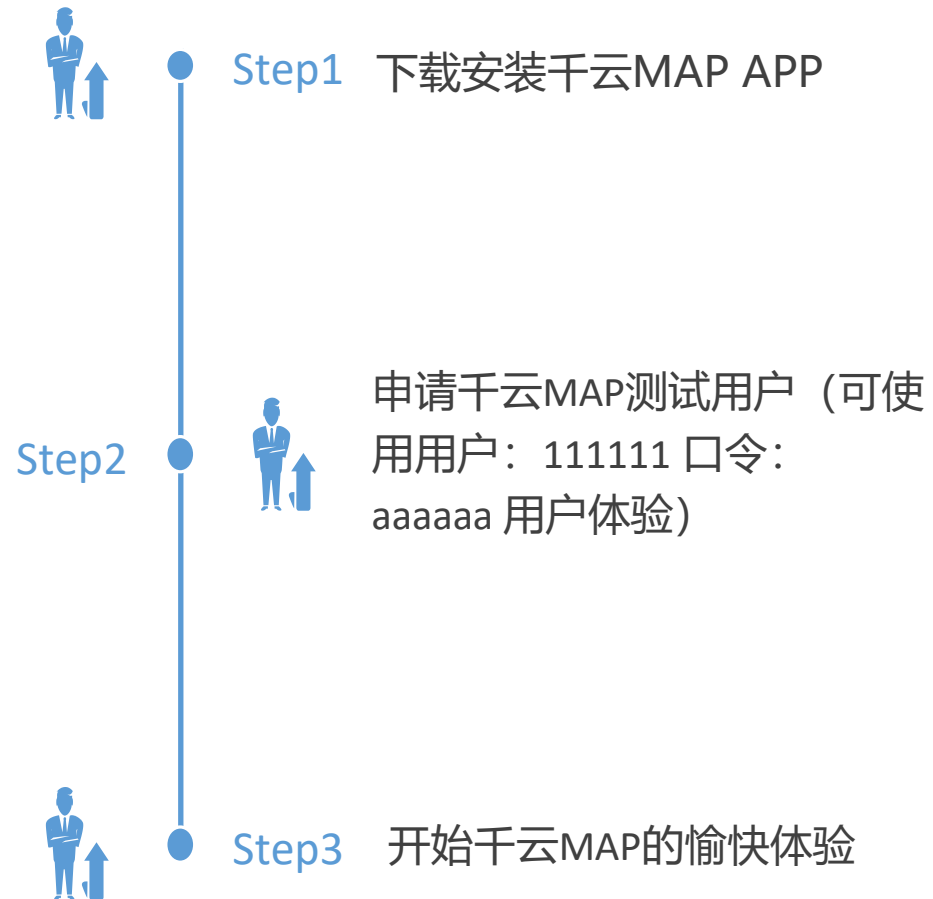 Step1 下载安装千云MAP APP
Step2
申请千云MAP测试用户（可使
用用户：111111 口令：
aaaaaa 用户体验）
Step3 开始千云MAP的愉快体验